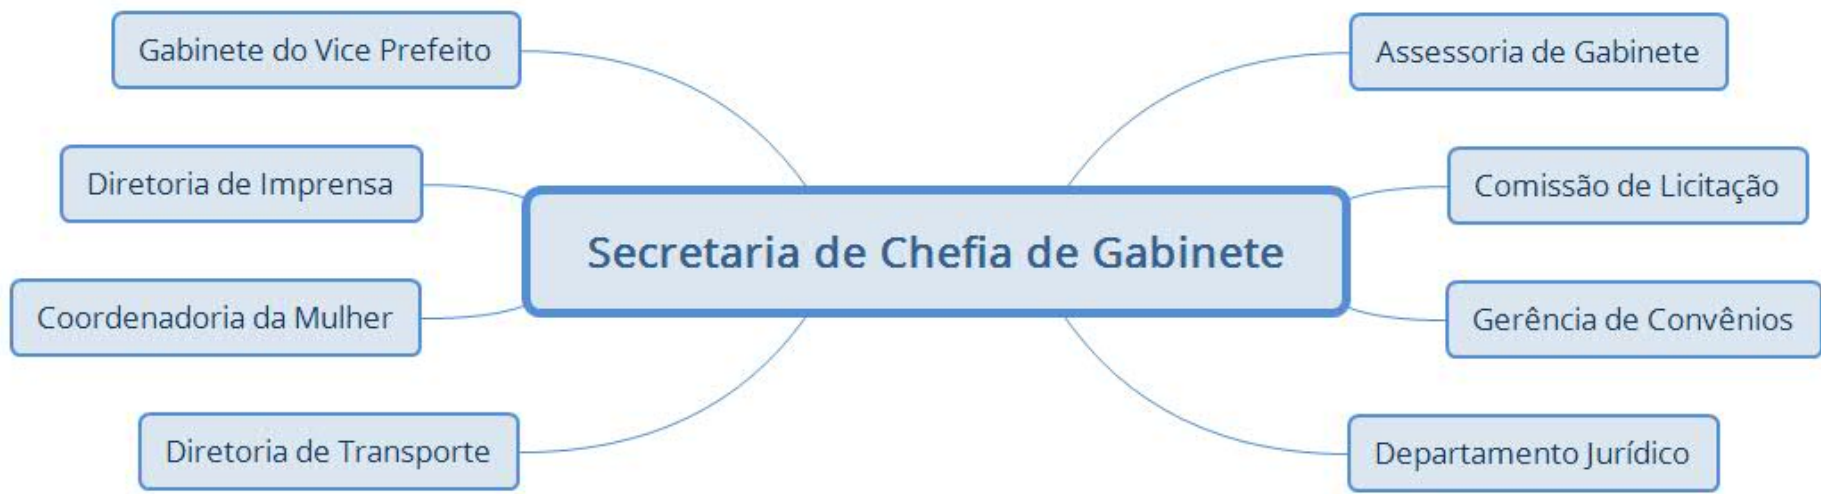 Gabinete do Vice Prefeito
Assessoria de Gabinete
Diretoria de Imprensa
Comissão de Licitação
Secretaria de Chefia de Gabinete
Coordenadoria da Mulher
Gerência de Convênios
Diretoria de Transporte
Departamento Jurídico